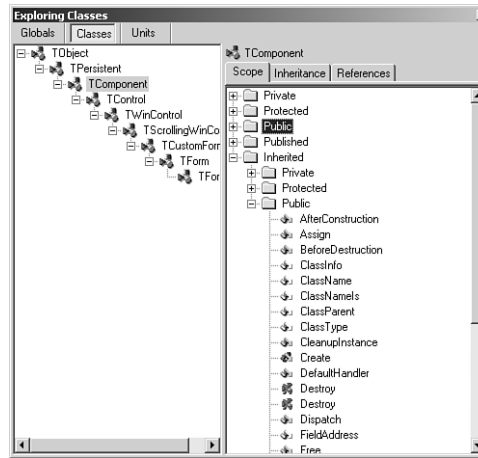 Exploring Classes
Globals Classes Units
TObject
TPersistent
TComponent
TControl
TWinControl
TScrollingWinCo
TCustomForm
TForm
TFor
TComponent
Scope Inheritance References
Private
Protected
Public
Published
Inherited
Private
Protected
Public
AfterConstruction
Assign
BeforeDestruction
ClassInfo
ClassName
ClassNameIs
ClassParent
ClassType
CleanupInstance
Create
DefaultHandler
Destroy
Destroy
Dispatch
FieldAddress
Free